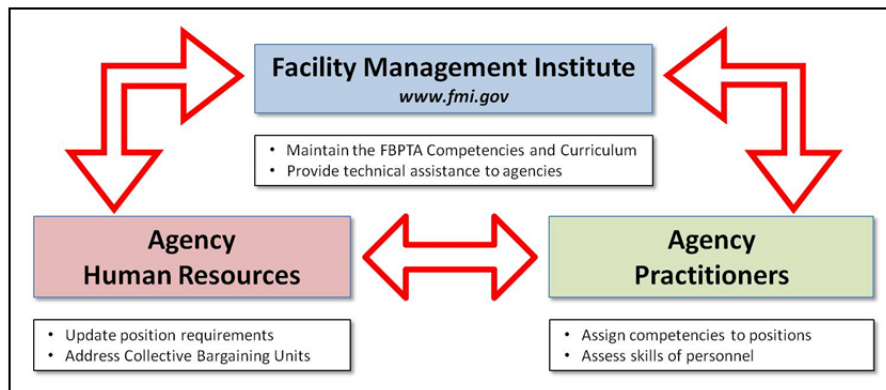 Facility Management Institute
www.fmi.gov
• Maintain the FBPTA Competencies and Curriculum
• Provide technical assistance to agencies
Agency
Human Resources
• Update position requirements
• Address Collective Bargaining Units
Agency
Practitioners
• Assign competencies to positions
• Assess skills of personnel